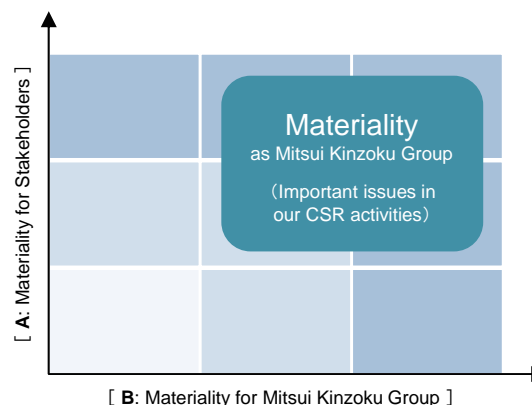 [ A: Materiality for Stakeholders ]
Materiality
as Mitsui Kinzoku Group
（Important issues in
our CSR activities）
[ B: Materiality for Mitsui Kinzoku Group ]